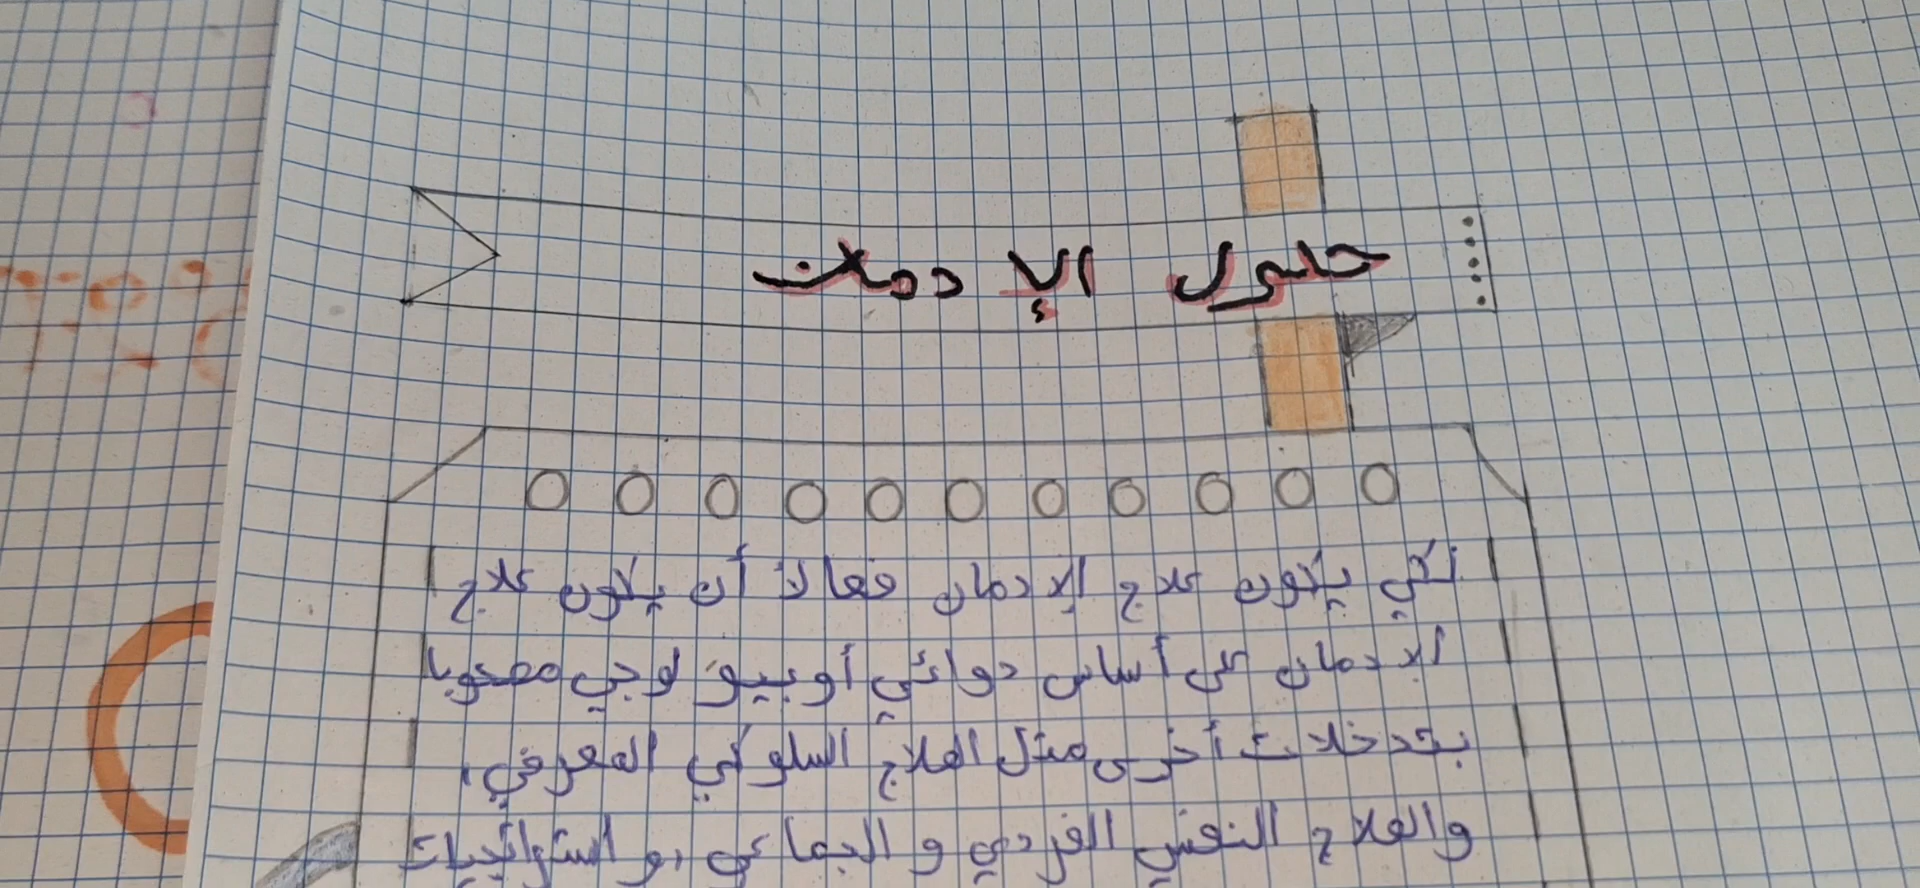 حلول الإدمان
لكي يكون علاج الإدمان فعالا أن يكون علاج
الإدمان على أساس دوائي أو بيولوجي مصحوبا
بتدخلات أخرى مثل العلاج السلوكي المعرفي،
والعلاج النفسي الفردي و الجماعي، و استراتيجيات